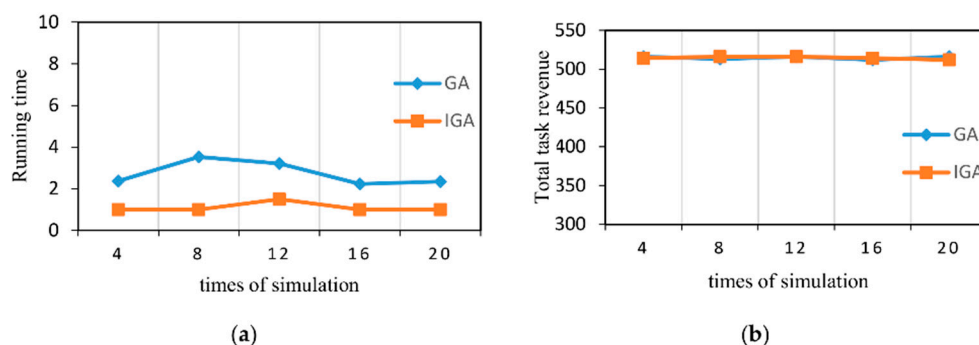 Running time
10
8
6
4
2
0
4 8 12 16 20
times of simulation
GA
IGA
(a)
Total task revenue
550
500
450
400
350
300
4 8 12 16 20
times of simulation
GA
IGA
(b)